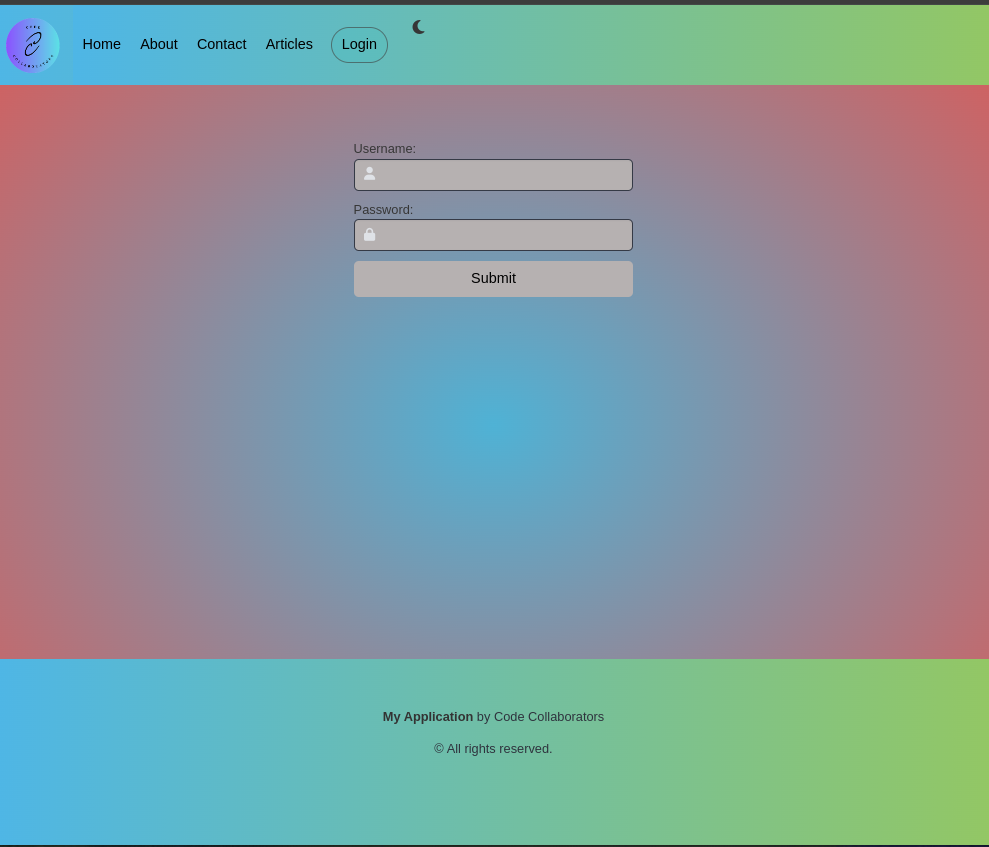 Home About Contact Articles Login
Username:
Password:
Submit
My Application by Code Collaborators
© All rights reserved.